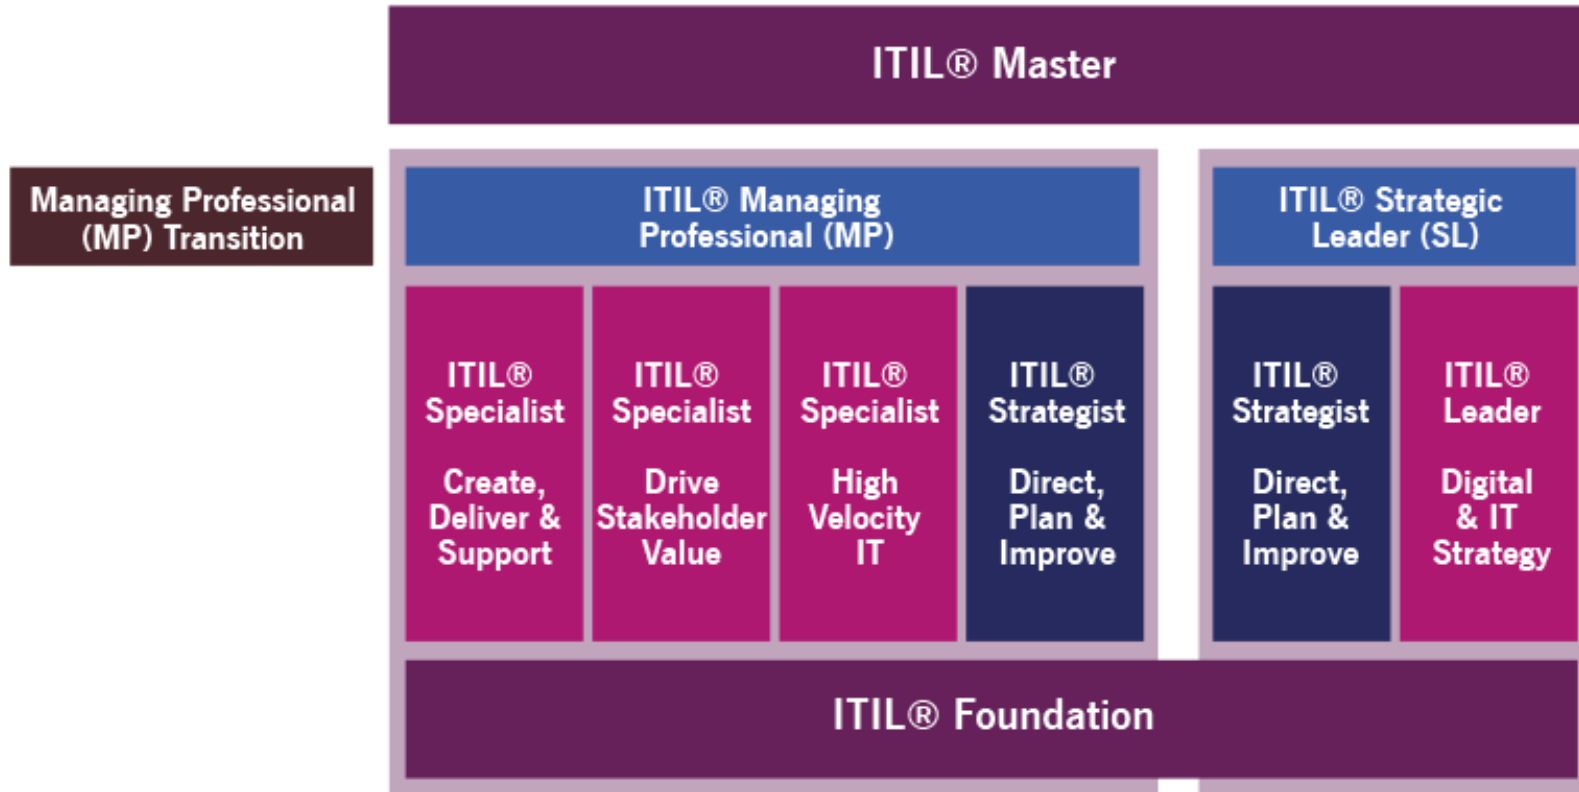 ITIL® Master
Managing Professional
(MP) Transition
ITIL® Managing
Professional (MP)
ITIL® Strategic
Leader (SL)
ITIL®
Specialist
Create,
Deliver &
Support
ITIL®
Specialist
Drive
Stakeholder
Value
ITIL®
Specialist
High
Velocity
IT
ITIL®
Strategist
Direct,
Plan &
Improve
ITIL®
Strategist
Direct,
Plan &
Improve
ITIL®
Leader
Digital
& IT
Strategy
ITIL® Foundation